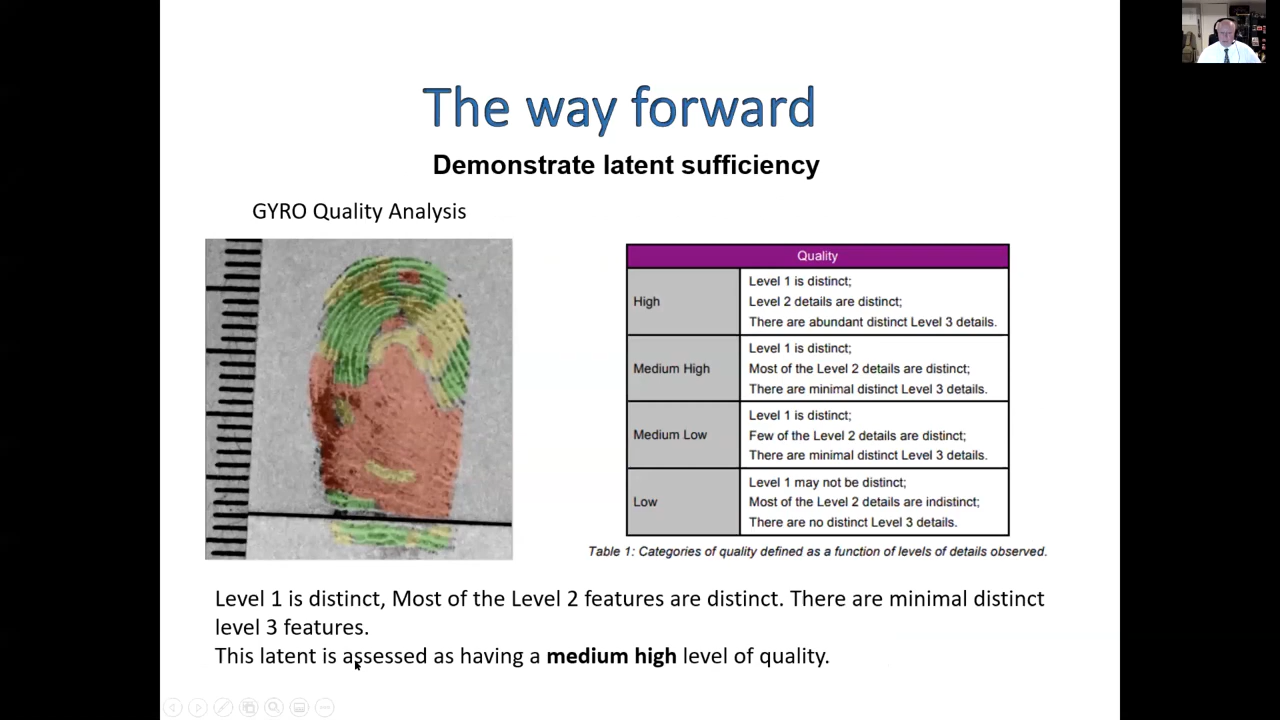 The way forward
Demonstrate latent sufficiency
GYRO Quality Analysis
Quality
High
Level 1 is distinct;
Level 2 details are distinct;
There are abundant distinct Level 3 details.
Medium High
Level 1 is distinct;
Most of the Level 2 details are distinct;
There are minimal distinct Level 3 details.
Medium Low
Level 1 is distinct;
Few of the Level 2 details are distinct;
There are minimal distinct Level 3 details.
Low
Level 1 may not be distinct;
Most of the Level 2 details are indistinct;
There are no distinct Level 3 details.
Table 1: Categories of quality defined as a function of levels of details observed.
Level 1 is distinct, Most of the Level 2 features are distinct. There are minimal distinct
level 3 features.
This latent is assessed as having a medium high level of quality.